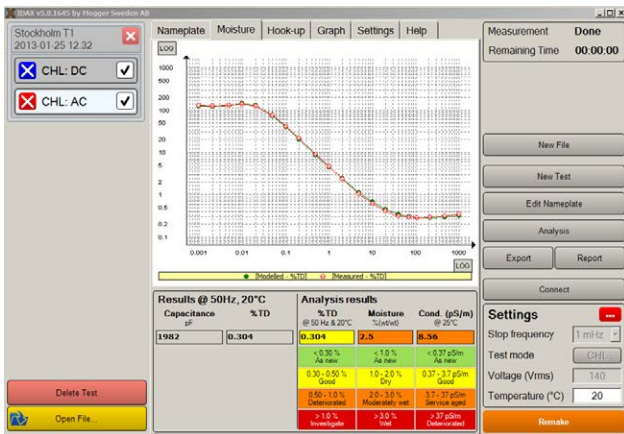 IDAX v5.0.1645 by Megger Sweden AB
Stockholm T1
2013-01-25 12.32
CHL: DC
CHL: AC
Delete Test
Open File...
Nameplate Moisture Hook-up Graph Settings Help
LOG
1000
500
200
100
50
20
10
5
2
1
0.5
0.2
0.1
0.001 0.01 0.1 1 10 100 1000
LOG
[Modelled - %TD] [Measured - %TD]
Results @ 50Hz, 20°C
Capacitance %TD
pF
1982 0.304
Analysis results
%TD Moisture Cond. (pS/m)
@ 50 Hz & 20°C %(wt/wt) @ 25°C
0.304 2.5 8.56
< 0.30 % < 1.0 % < 0.37 pS/m
As new As new As new
0.30 - 0.50 % 1.0 - 2.0 % 0.37 - 3.7 pS/m
Good Dry Good
0.50 - 1.0 % 2.0 - 3.0 % 3.7 - 37 pS/m
Deteriorated Moderately wet Service aged
> 1.0 % > 3.0 % > 37 pS/m
Investigate Wet Deteriorated
Measurement Done
Remaining Time 00:00:00
New File
New Test
Edit Nameplate
Analysis
Export Report
Connect
Settings ...
Stop frequency 1 mHz
Test mode CHL
Voltage (Vrms) 140
Temperature (°C) 20
Remake